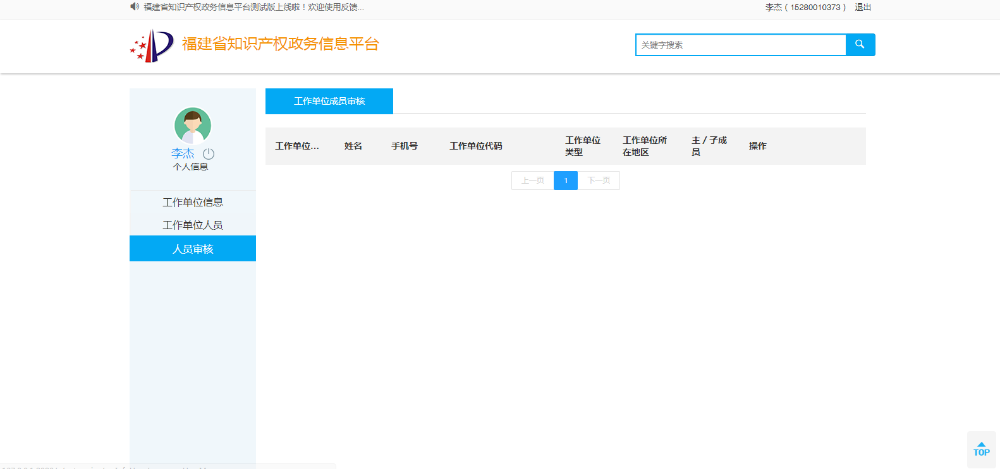 福建省知识产权政务信息平台测试版上线啦！欢迎使用反馈...
李杰（15280010373） 退出
福建省知识产权政务信息平台
关键字搜索
李杰
个人信息
工作单位信息
工作单位人员
人员审核
工作单位成员审核
工作单位... 姓名 手机号 工作单位代码 工作单位类型 工作单位所在地区 主 / 子成员 操作
上一页 1 下一页
TOP